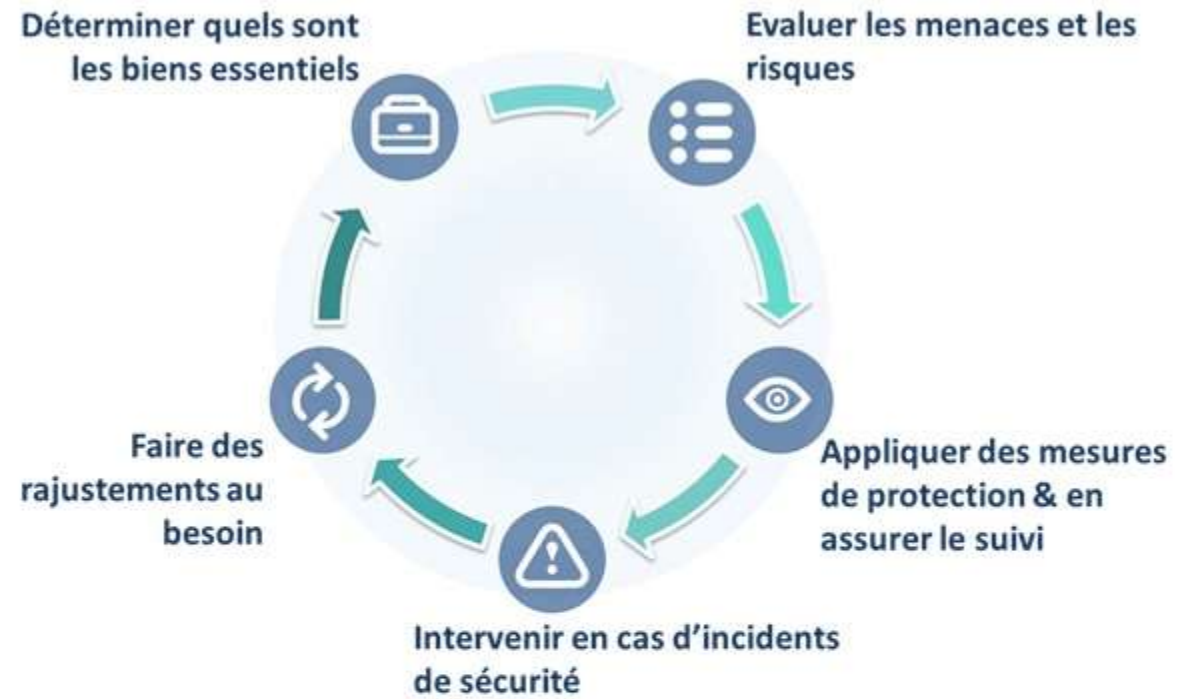 Déterminer quels sont
les biens essentiels
Evaluer les menaces et les
risques
Appliquer des mesures
de protection & en
assurer le suivi
Intervenir en cas d’incidents
de sécurité
Faire des
rajustements au
besoin